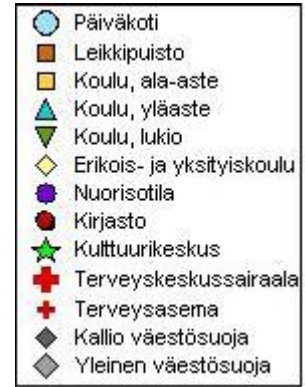 Päiväkoti
Leikkipuisto
Koulu, ala-aste
Koulu, yläaste
Koulu, lukio
Erikois- ja yksityiskoulu
Nuorisotila
Kirjasto
Kulttuurikeskus
Terveyskeskussairaala
Terveysasema
Kallio väestösuoja
Yleinen väestösuoja